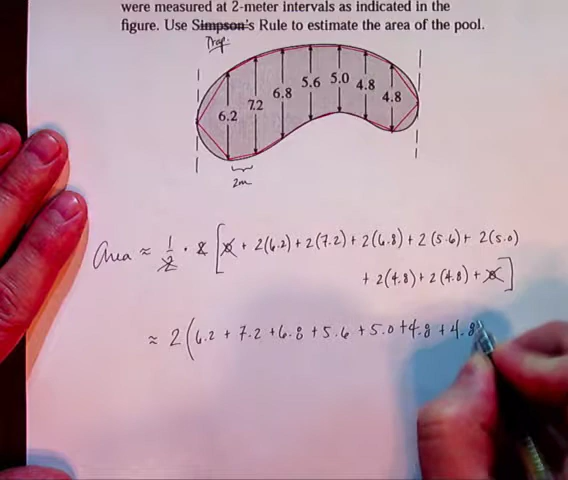 were measured at 2-meter intervals as indicated in the
figure. Use Simpson's Rule to estimate the area of the pool.
Trap.
6.2 7.2 6.8 5.6 5.0 4.8 4.8
2m
Area ≈ 1/2 · 2 [0 + 2(6.2) + 2(7.2) + 2(6.8) + 2(5.6) + 2(5.0)
+ 2(4.8) + 2(4.8) + 0]
≈ 2(6.2 + 7.2 + 6.8 + 5.6 + 5.0 + 4.8 + 4.8